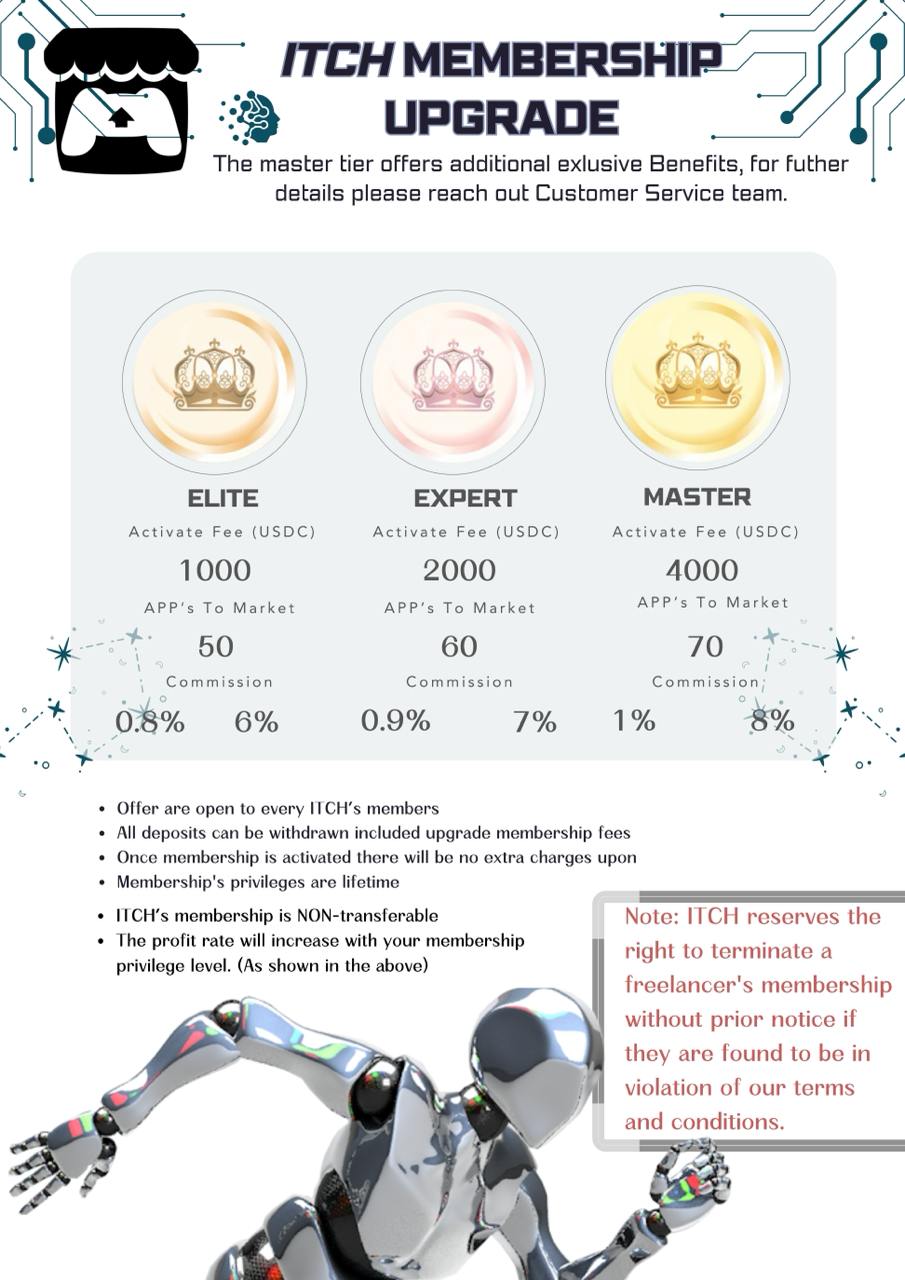 ITCH MEMBERSHIP
UPGRADE
The master tier offers additional exlusive Benefits, for futher
details please reach out Customer Service team.
ELITE
Activate Fee (USDC)
1000
APP's To Market
50
Commission
0.8% 6%
EXPERT
Activate Fee (USDC)
2000
APP's To Market
60
Commission
0.9% 7%
MASTER
Activate Fee (USDC)
4000
APP's To Market
70
Commission
1% 8%
• Offer are open to every ITCH's members
• All deposits can be withdrawn included upgrade membership fees
• Once membership is activated there will be no extra charges upon
• Membership's privileges are lifetime
• ITCH's membership is NON-transferable
• The profit rate will increase with your membership
privilege level. (As shown in the above)
Note: ITCH reserves the
right to terminate a
freelancer's membership
without prior notice if
they are found to be in
violation of our terms
and conditions.